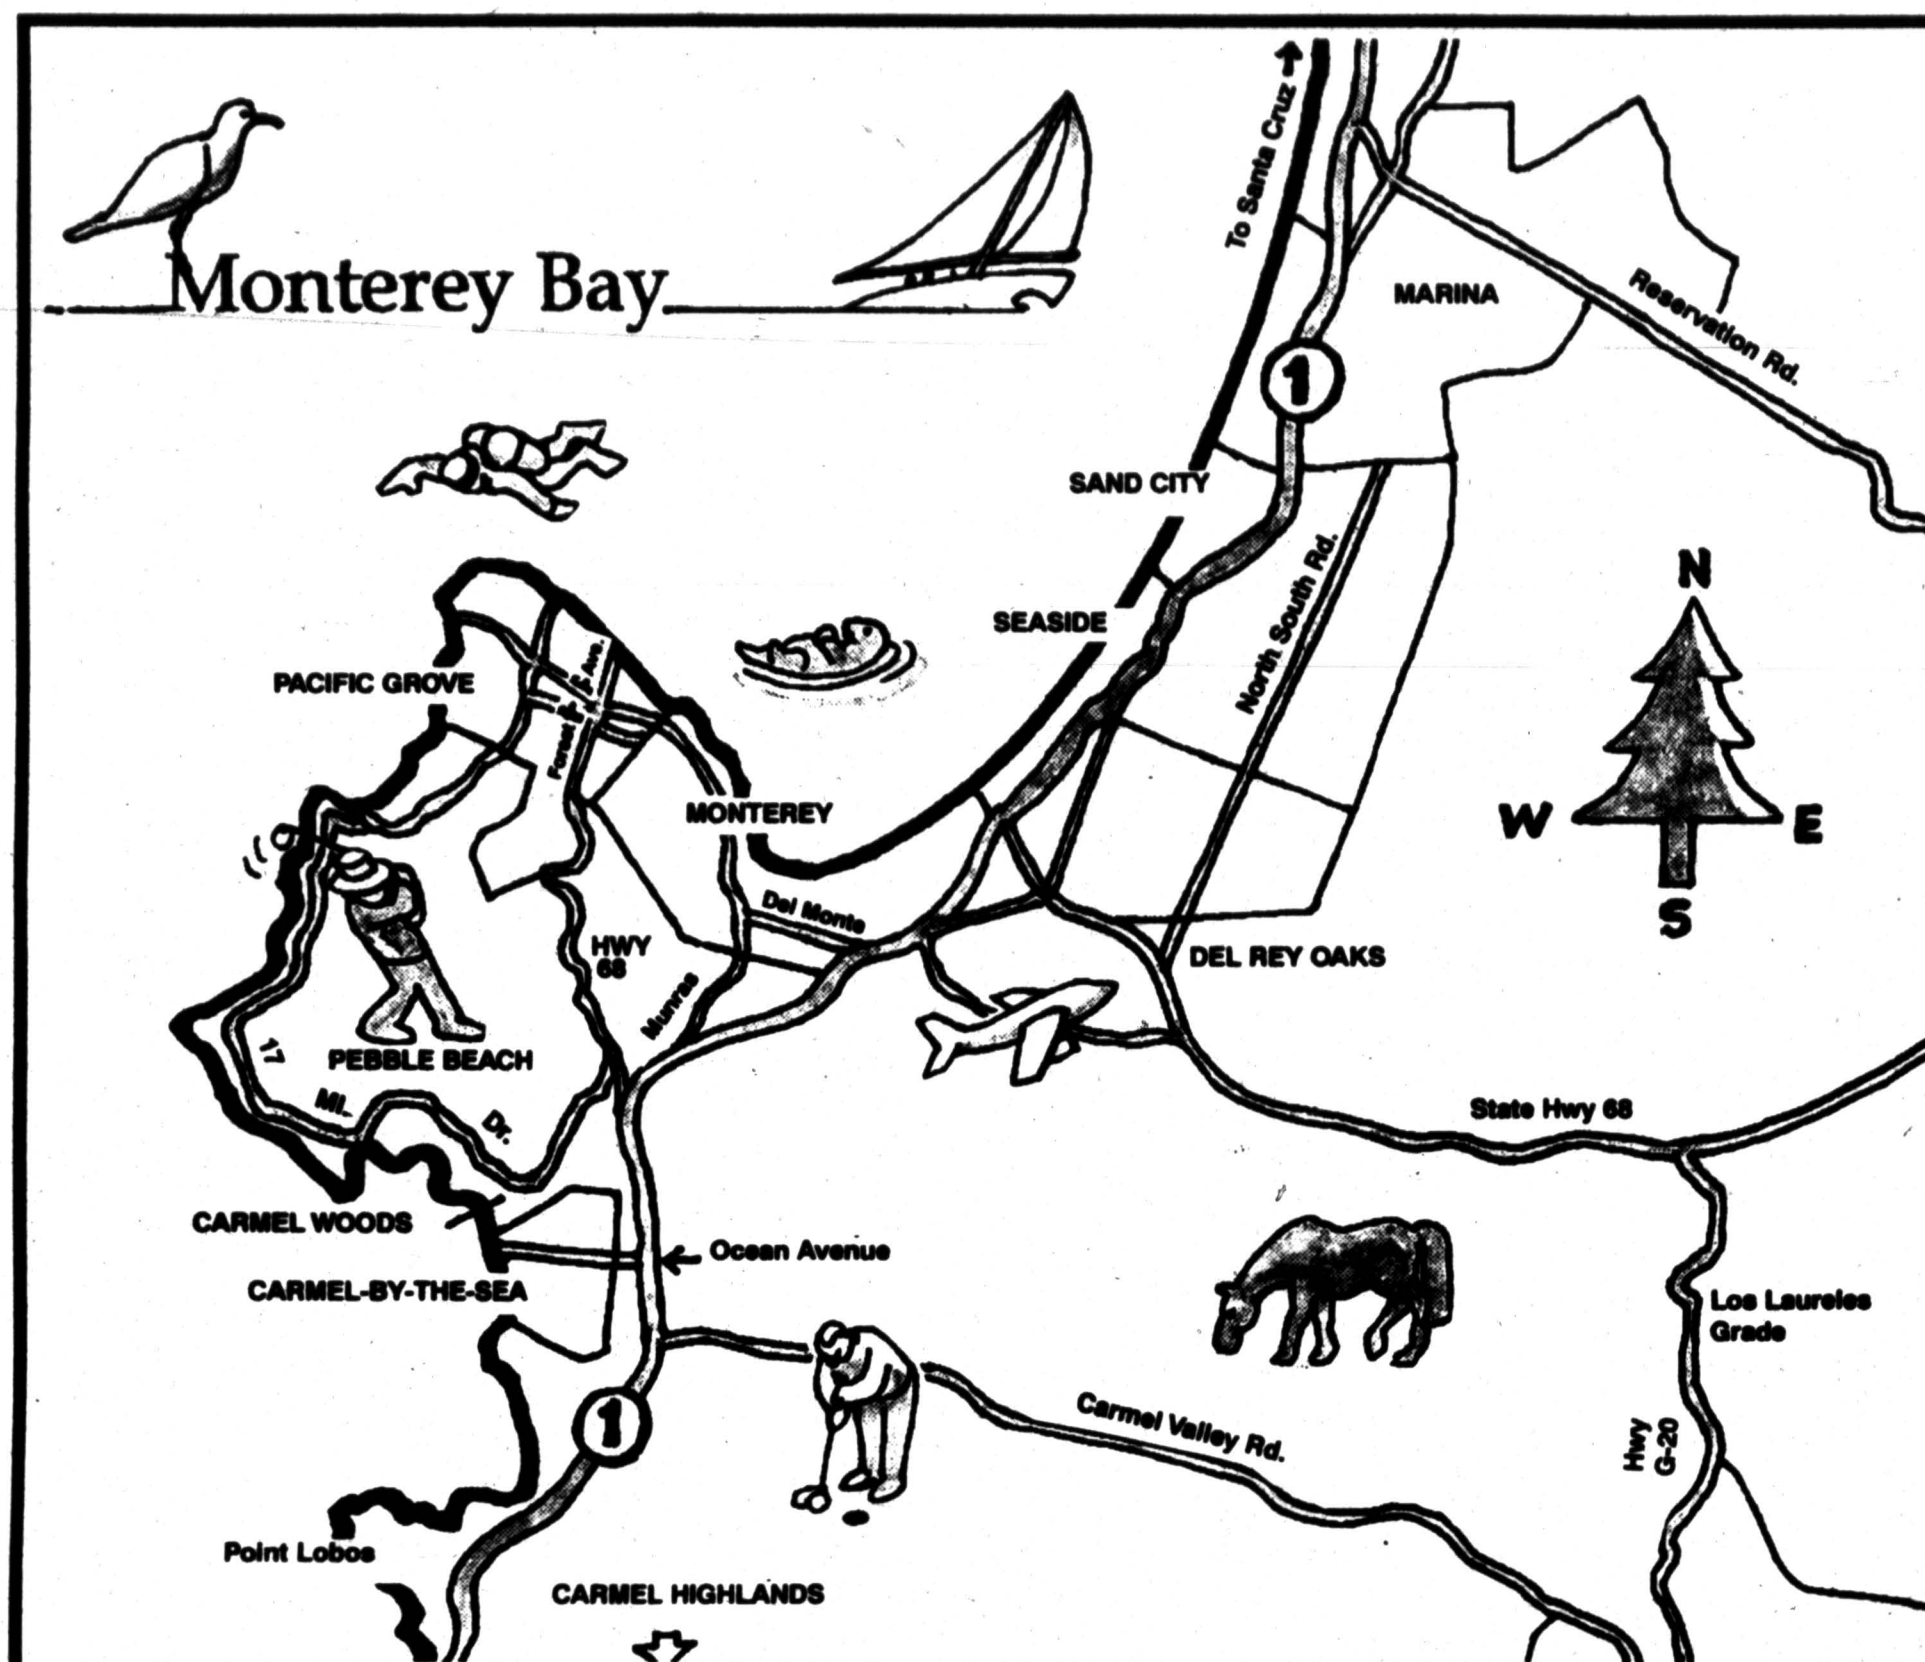 To Santa Cruz
Monterey Bay
MARINA
Reservation Rd.
1
SAND CITY
North South Rd.
N
SEASIDE
PACIFIC GROVE
Ave.
Forest
W
E
MONTEREY
S
Del Monte
HWY
68
DEL REY OAKS
Munras
17
PEBBLE BEACH
MI.
Dr.
State Hwy 68
CARMEL WOODS
Ocean Avenue
CARMEL-BY-THE-SEA
Los Laureles
Grade
1
Carmel Valley Rd.
Hwy
G-20
Point Lobos
CARMEL HIGHLANDS